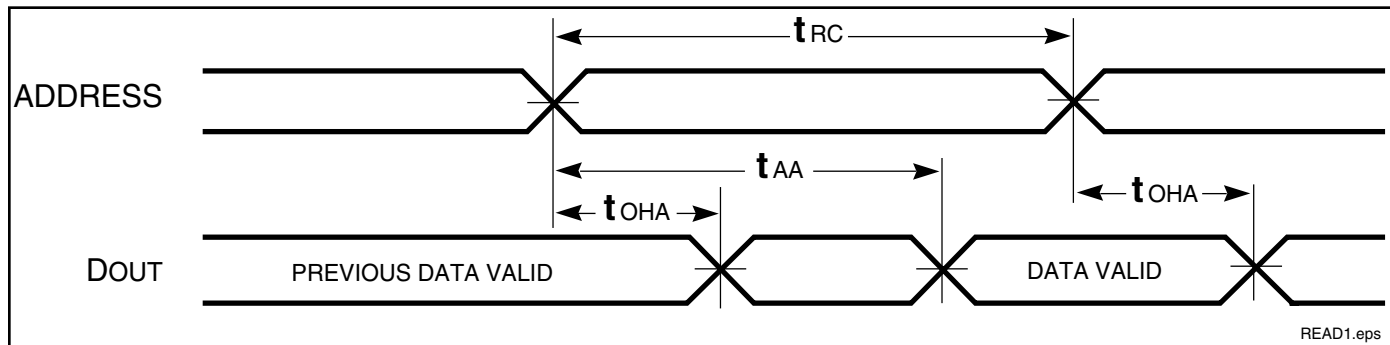 tRC
ADDRESS
tAA
tOHA
tOHA
DOUT
PREVIOUS DATA VALID
DATA VALID
READ1.eps